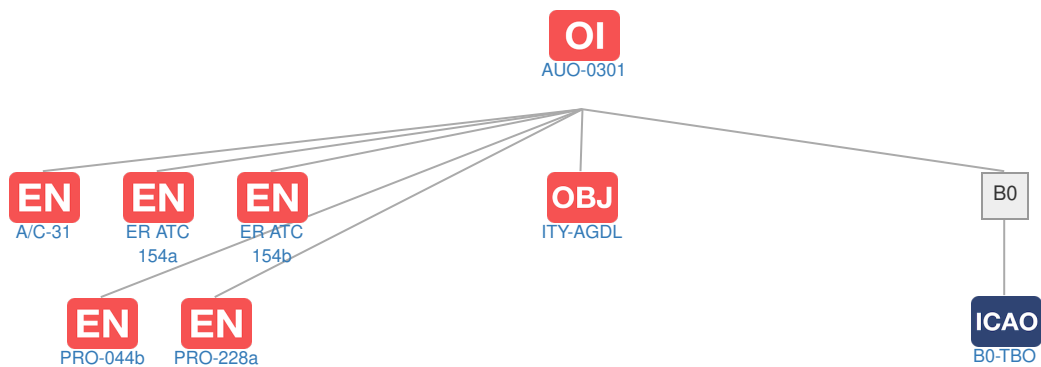 OI
AUO-0301
EN
A/C-31
EN
ER ATC
154a
EN
ER ATC
154b
OBJ
ITY-AGDL
B0
EN
PRO-044b
EN
PRO-228a
ICAO
B0-TBO